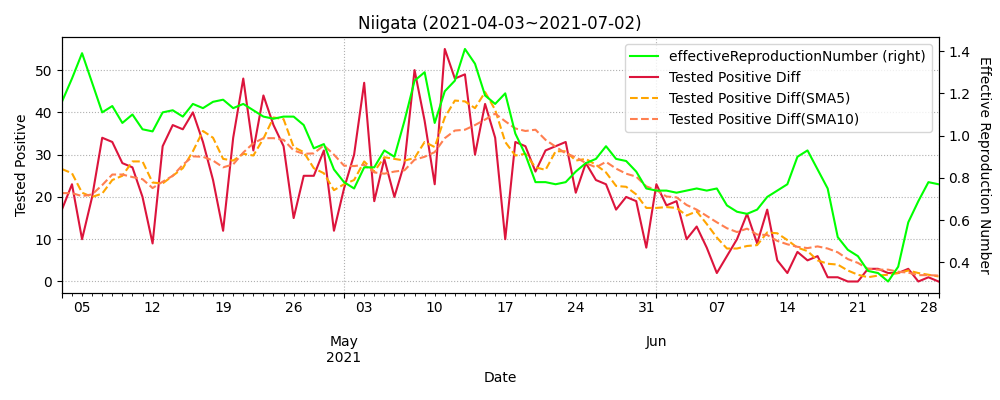 Niigata (2021-04-03~2021-07-02)
effectiveReproductionNumber (right)
Tested Positive Diff
Tested Positive Diff(SMA5)
Tested Positive Diff(SMA10)
Tested Positive
50
40
30
20
10
0
1.4
1.2
1.0
0.8
0.6
0.4
Effective Reproduction Number
05 12 19 26 03 10 17 24 31 07 14 21 28
May Jun
2021
Date